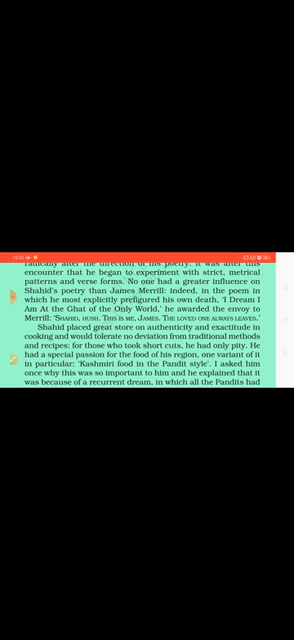 radically alter the direction of his poetry: it was after this
encounter that he began to experiment with strict, metrical
patterns and verse forms. No one had a greater influence on
Shahid's poetry than James Merrill: indeed, in the poem in
which he most explicitly prefigured his own death, 'I Dream I
Am At the Ghat of the Only World,' he awarded the envoy to
Merrill: 'SHAHID, HUSH. THIS IS ME, JAMES. THE LOVED ONE ALWAYS LEAVES.'
Shahid placed great store on authenticity and exactitude in
cooking and would tolerate no deviation from traditional methods
and recipes: for those who took short cuts, he had only pity. He
had a special passion for the food of his region, one variant of it
in particular: 'Kashmiri food in the Pandit style'. I asked him
once why this was so important to him and he explained that it
was because of a recurrent dream, in which all the Pandits had